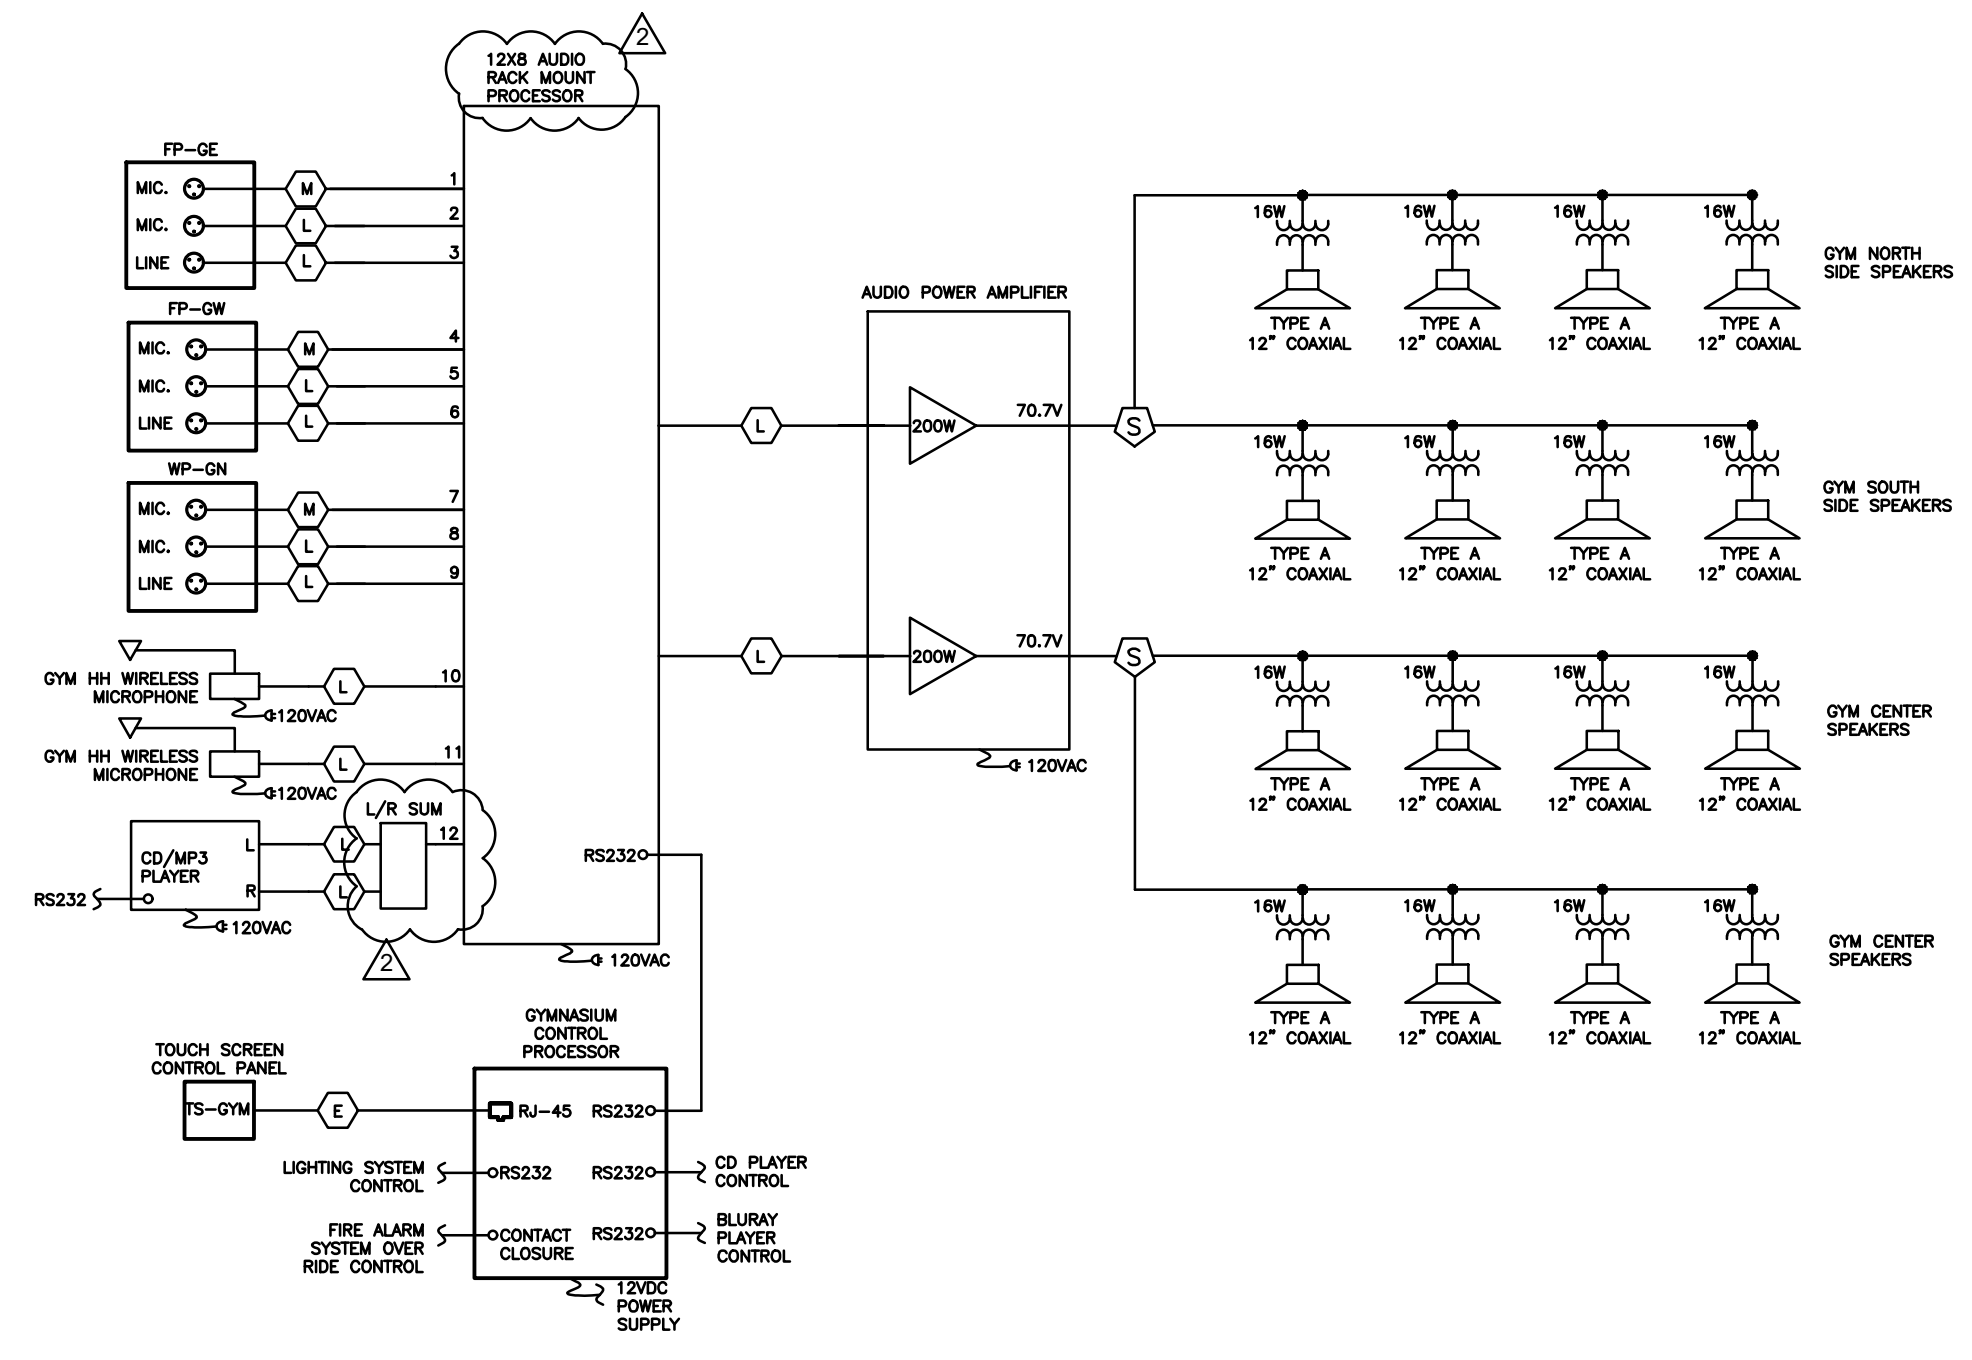 2
12X8 AUDIO
RACK MOUNT
PROCESSOR
FP-GE
MIC.
M
1
MIC.
L
2
LINE
L
3
FP-GW
MIC.
M
4
MIC.
L
5
LINE
L
6
WP-GN
MIC.
M
7
MIC.
L
8
LINE
L
9
GYM HH WIRELESS
MICROPHONE
L
10
120VAC
GYM HH WIRELESS
MICROPHONE
L
11
120VAC
L/R SUM
CD/MP3
PLAYER
L
R
L
L
12
RS232
120VAC
2
RS232
120VAC
L
L
AUDIO POWER AMPLIFIER
200W
70.7V
200W
70.7V
120VAC
S
S
16W
16W
16W
16W
TYPE A
12" COAXIAL
TYPE A
12" COAXIAL
TYPE A
12" COAXIAL
TYPE A
12" COAXIAL
GYM NORTH
SIDE SPEAKERS
16W
16W
16W
16W
TYPE A
12" COAXIAL
TYPE A
12" COAXIAL
TYPE A
12" COAXIAL
TYPE A
12" COAXIAL
GYM SOUTH
SIDE SPEAKERS
16W
16W
16W
16W
TYPE A
12" COAXIAL
TYPE A
12" COAXIAL
TYPE A
12" COAXIAL
TYPE A
12" COAXIAL
GYM CENTER
SPEAKERS
16W
16W
16W
16W
TYPE A
12" COAXIAL
TYPE A
12" COAXIAL
TYPE A
12" COAXIAL
TYPE A
12" COAXIAL
GYM CENTER
SPEAKERS
GYMNASIUM
CONTROL
PROCESSOR
TOUCH SCREEN
CONTROL PANEL
TS-GYM
E
RJ-45
RS232
LIGHTING SYSTEM
CONTROL
RS232
RS232
CD PLAYER
CONTROL
FIRE ALARM
SYSTEM OVER
RIDE CONTROL
CONTACT
CLOSURE
RS232
BLURAY
PLAYER
CONTROL
12VDC
POWER
SUPPLY